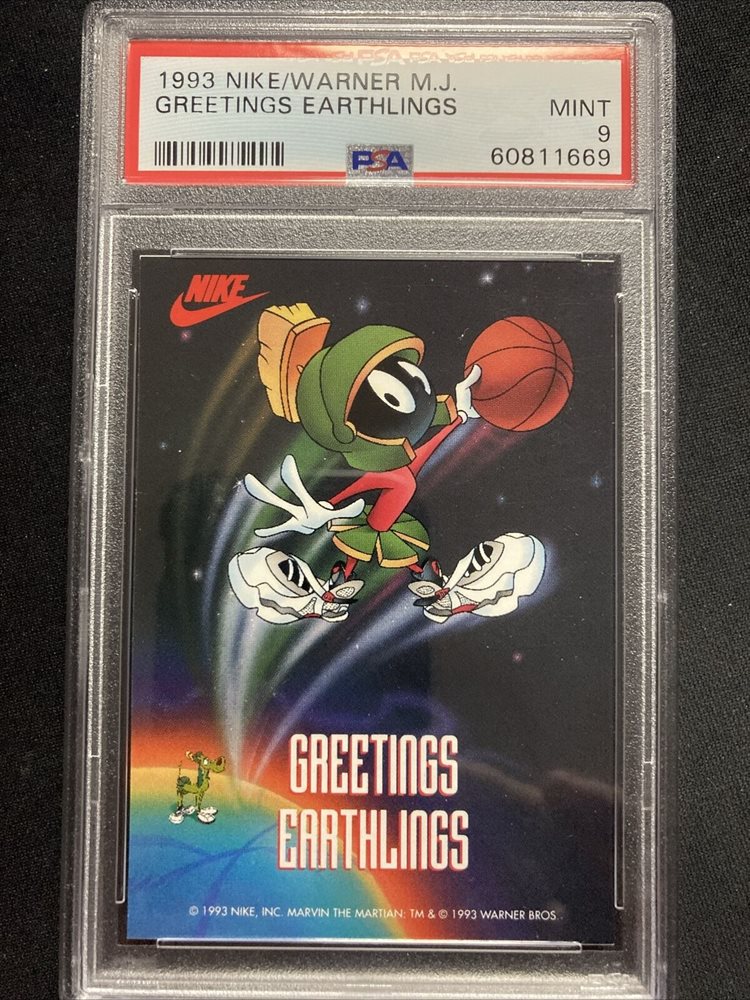 1993 NIKE/WARNER M.J.
GREETINGS EARTHLINGS
MINT
9
PSA
60811669
NIKE
GREETINGS
EARTHLINGS
© 1993 NIKE, INC. MARVIN THE MARTIAN: TM & © 1993 WARNER BROS.